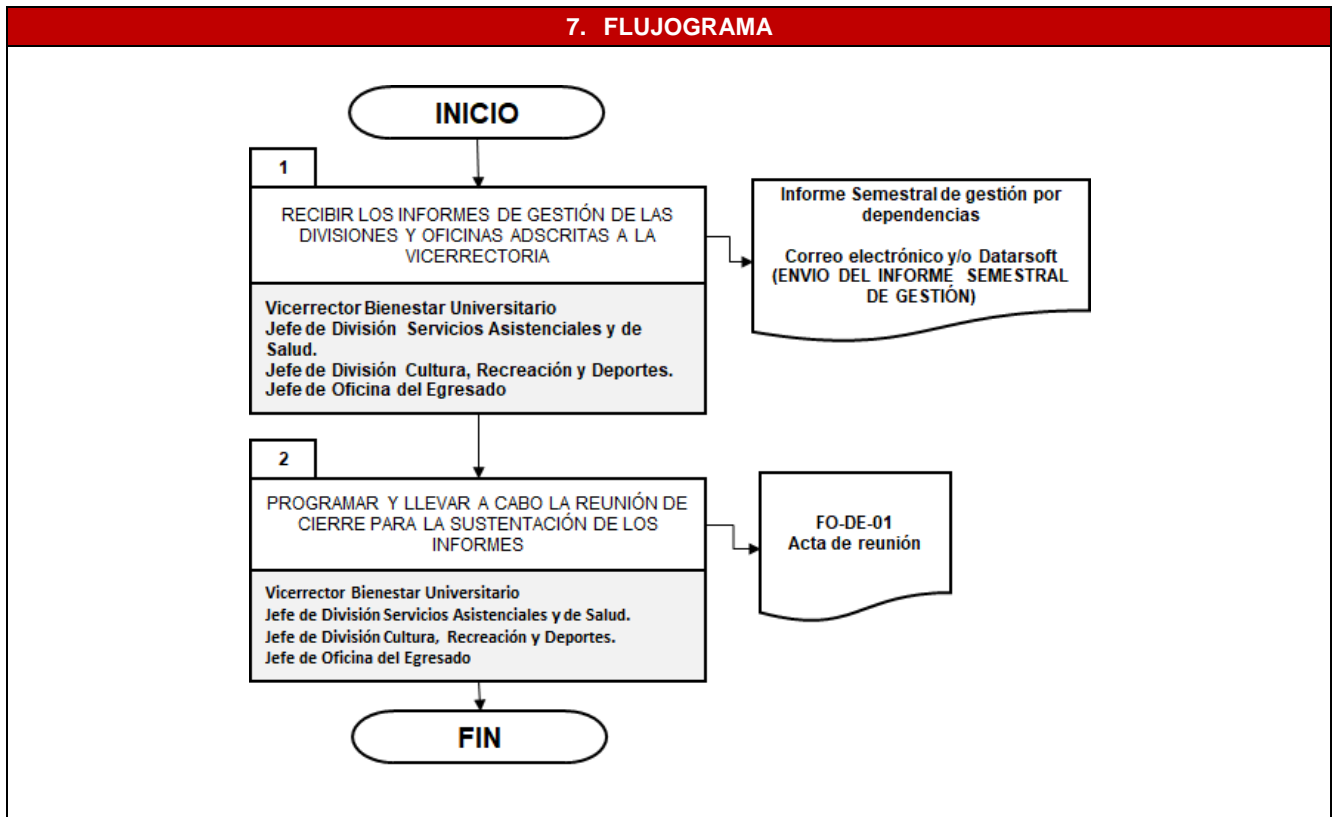 7. FLUJOGRAMA
INICIO
1
RECIBIR LOS INFORMES DE GESTIÓN DE LAS
DIVISIONES Y OFICINAS ADSCRITAS A LA
VICERRECTORIA
Vicerrector Bienestar Universitario
Jefe de División Servicios Asistenciales y de
Salud.
Jefe de División Cultura, Recreación y Deportes.
Jefe de Oficina del Egresado
Informe Semestral de gestión por
dependencias
Correo electrónico y/o Datarsoft
(ENVIO DEL INFORME SEMESTRAL
DE GESTIÓN)
2
PROGRAMAR Y LLEVAR A CABO LA REUNIÓN DE
CIERRE PARA LA SUSTENTACIÓN DE LOS
INFORMES
Vicerrector Bienestar Universitario
Jefe de División Servicios Asistenciales y de Salud.
Jefe de División Cultura, Recreación y Deportes.
Jefe de Oficina del Egresado
FO-DE-01
Acta de reunión
FIN